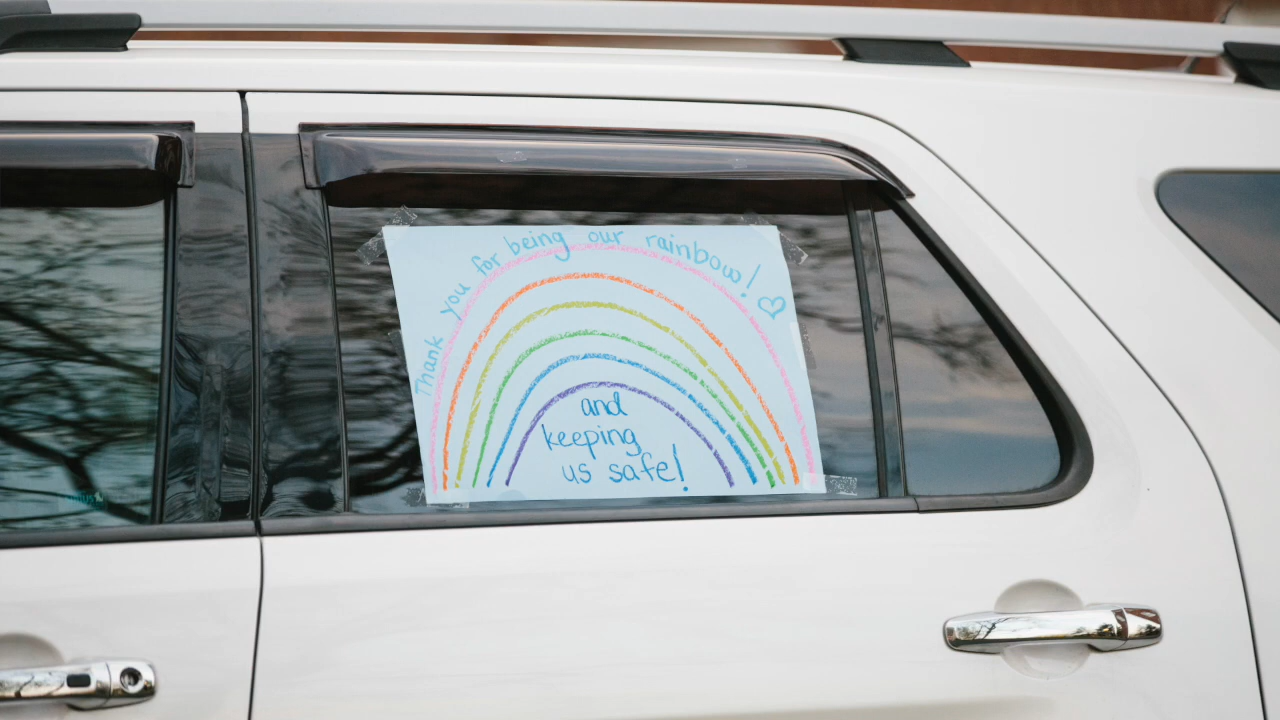 Thank you for being our rainbow! ♡
and
keeping
us safe!